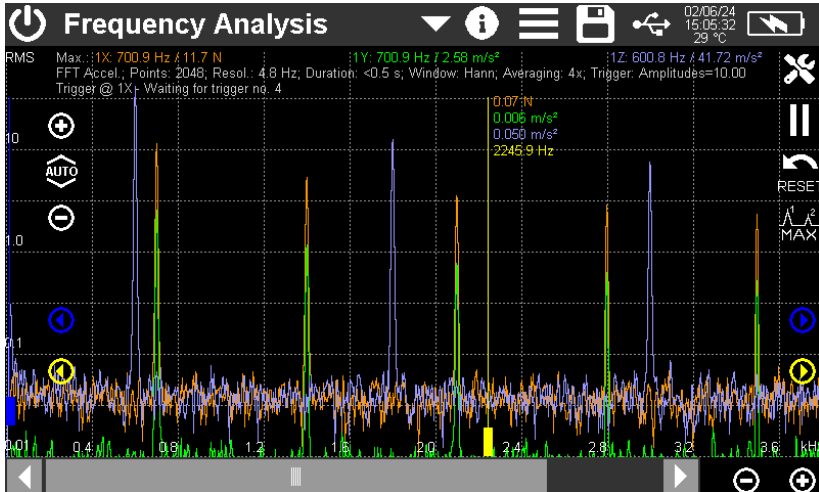 Frequency Analysis
02/06/24
15:05:32
29 °C
RMS
Max.: 1X: 700.9 Hz / 11.7 N 1Y: 700.9 Hz / 2.58 m/s² 1Z: 600.8 Hz / 41.72 m/s²
FFT Accel.; Points: 2048; Resol.: 4.8 Hz; Duration: <0.5 s; Window: Hann; Averaging: 4x; Trigger: Amplitudes=10.00
Trigger @ 1X - Waiting for trigger no. 4
0.07 N
0.006 m/s²
0.050 m/s²
2245.9 Hz
10
AUTO
RESET
1 2
MAX
1.0
0.1
0.01 0.4 0.8 1.2 1.6 2.0 2.4 2.8 3.2 3.6 kHz